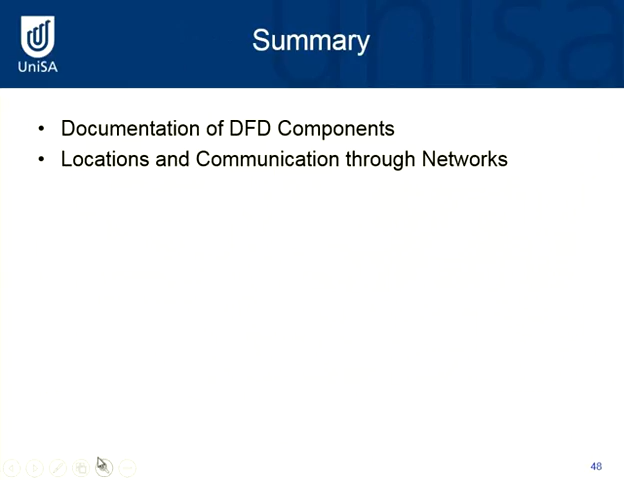 Summary
UniSA
• Documentation of DFD Components
• Locations and Communication through Networks
48